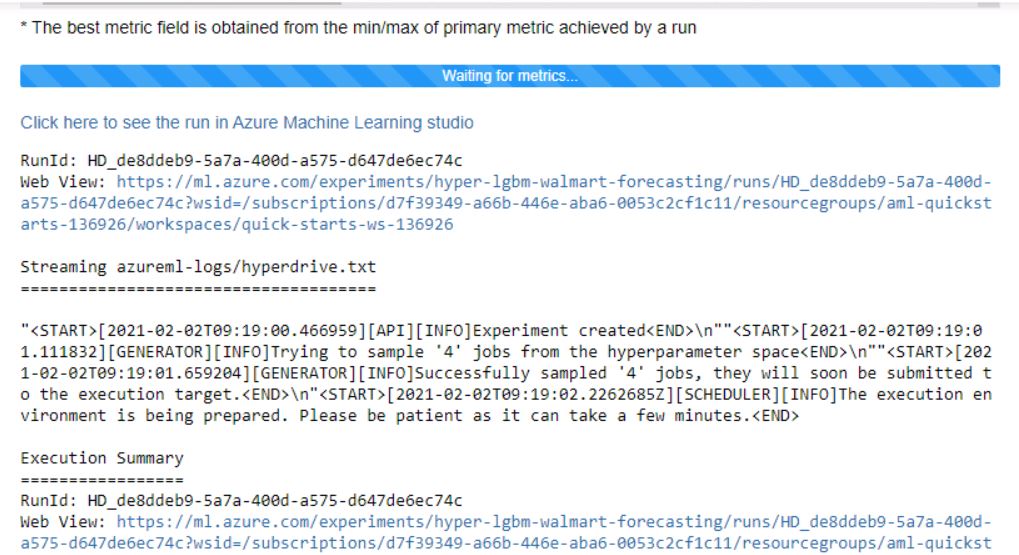 * The best metric field is obtained from the min/max of primary metric achieved by a run
Waiting for metrics...
Click here to see the run in Azure Machine Learning studio
RunId: HD_de8ddeb9-5a7a-400d-a575-d647de6ec74c
Web View: https://ml.azure.com/experiments/hyper-lgbm-walmart-forecasting/runs/HD_de8ddeb9-5a7a-400d-
a575-d647de6ec74c?wsid=/subscriptions/d7f39349-a66b-446e-aba6-0053c2cf1c11/resourcegroups/aml-quickst
arts-136926/workspaces/quick-starts-ws-136926
Streaming azureml-logs/hyperdrive.txt
=====================================
"<START>[2021-02-02T09:19:00.466959][API][INFO]Experiment created<END>\n""<START>[2021-02-02T09:19:0
1.111832][GENERATOR][INFO]Trying to sample '4' jobs from the hyperparameter space<END>\n""<START>[202
1-02-02T09:19:01.659204][GENERATOR][INFO]Successfully sampled '4' jobs, they will soon be submitted t
o the execution target.<END>\n"<START>[2021-02-02T09:19:02.2262685Z][SCHEDULER][INFO]The execution en
vironment is being prepared. Please be patient as it can take a few minutes.<END>
Execution Summary
=================
RunId: HD_de8ddeb9-5a7a-400d-a575-d647de6ec74c
Web View: https://ml.azure.com/experiments/hyper-lgbm-walmart-forecasting/runs/HD_de8ddeb9-5a7a-400d-
a575-d647de6ec74c?wsid=/subscriptions/d7f39349-a66b-446e-aba6-0053c2cf1c11/resourcegroups/aml-quickst